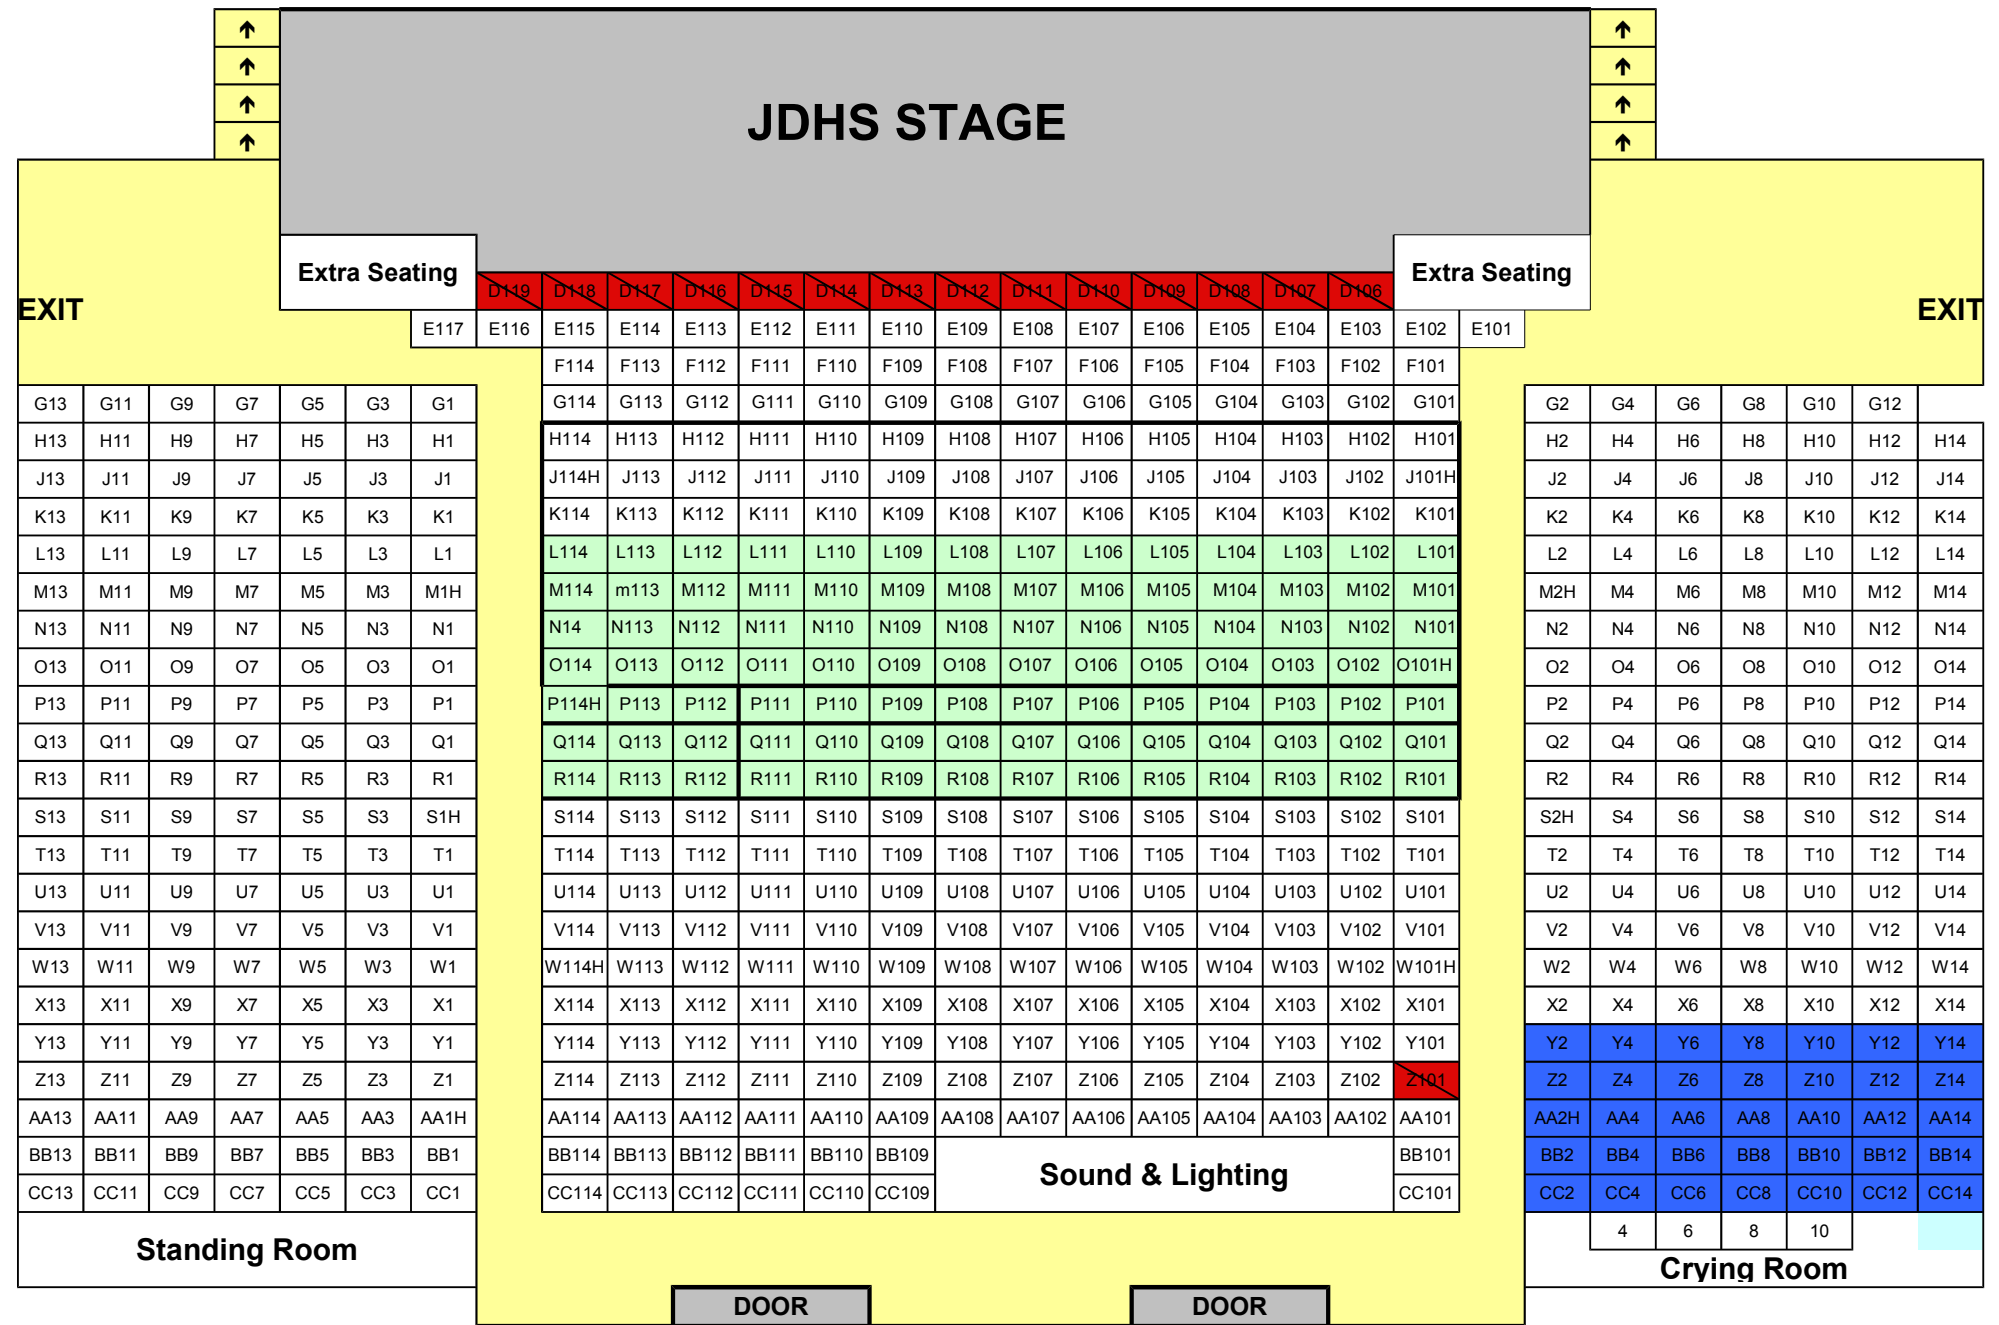 JDHS STAGE
Extra Seating Extra Seating
D119 D118 D117 D116 D115 D114 D113 D112 D111 D110 D109 D108 D107 D106
EXIT EXIT
E117 E116 E115 E114 E113 E112 E111 E110 E109 E108 E107 E106 E105 E104 E103 E102 E101
F114 F113 F112 F111 F110 F109 F108 F107 F106 F105 F104 F103 F102 F101
G13 G11 G9 G7 G5 G3 G1 G114 G113 G112 G111 G110 G109 G108 G107 G106 G105 G104 G103 G102 G101 G2 G4 G6 G8 G10 G12
H13 H11 H9 H7 H5 H3 H1 H114 H113 H112 H111 H110 H109 H108 H107 H106 H105 H104 H103 H102 H101 H2 H4 H6 H8 H10 H12 H14
J13 J11 J9 J7 J5 J3 J1 J114H J113 J112 J111 J110 J109 J108 J107 J106 J105 J104 J103 J102 J101H J2 J4 J6 J8 J10 J12 J14
K13 K11 K9 K7 K5 K3 K1 K114 K113 K112 K111 K110 K109 K108 K107 K106 K105 K104 K103 K102 K101 K2 K4 K6 K8 K10 K12 K14
L13 L11 L9 L7 L5 L3 L1 L114 L113 L112 L111 L110 L109 L108 L107 L106 L105 L104 L103 L102 L101 L2 L4 L6 L8 L10 L12 L14
M13 M11 M9 M7 M5 M3 M1H M114 m113 M112 M111 M110 M109 M108 M107 M106 M105 M104 M103 M102 M101 M2H M4 M6 M8 M10 M12 M14
N13 N11 N9 N7 N5 N3 N1 N14 N113 N112 N111 N110 N109 N108 N107 N106 N105 N104 N103 N102 N101 N2 N4 N6 N8 N10 N12 N14
O13 O11 O9 O7 O5 O3 O1 O114 O113 O112 O111 O110 O109 O108 O107 O106 O105 O104 O103 O102 O101H O2 O4 O6 O8 O10 O12 O14
P13 P11 P9 P7 P5 P3 P1 P114H P113 P112 P111 P110 P109 P108 P107 P106 P105 P104 P103 P102 P101 P2 P4 P6 P8 P10 P12 P14
Q13 Q11 Q9 Q7 Q5 Q3 Q1 Q114 Q113 Q112 Q111 Q110 Q109 Q108 Q107 Q106 Q105 Q104 Q103 Q102 Q101 Q2 Q4 Q6 Q8 Q10 Q12 Q14
R13 R11 R9 R7 R5 R3 R1 R114 R113 R112 R111 R110 R109 R108 R107 R106 R105 R104 R103 R102 R101 R2 R4 R6 R8 R10 R12 R14
S13 S11 S9 S7 S5 S3 S1H S114 S113 S112 S111 S110 S109 S108 S107 S106 S105 S104 S103 S102 S101 S2H S4 S6 S8 S10 S12 S14
T13 T11 T9 T7 T5 T3 T1 T114 T113 T112 T111 T110 T109 T108 T107 T106 T105 T104 T103 T102 T101 T2 T4 T6 T8 T10 T12 T14
U13 U11 U9 U7 U5 U3 U1 U114 U113 U112 U111 U110 U109 U108 U107 U106 U105 U104 U103 U102 U101 U2 U4 U6 U8 U10 U12 U14
V13 V11 V9 V7 V5 V3 V1 V114 V113 V112 V111 V110 V109 V108 V107 V106 V105 V104 V103 V102 V101 V2 V4 V6 V8 V10 V12 V14
W13 W11 W9 W7 W5 W3 W1 W114H W113 W112 W111 W110 W109 W108 W107 W106 W105 W104 W103 W102 W101H W2 W4 W6 W8 W10 W12 W14
X13 X11 X9 X7 X5 X3 X1 X114 X113 X112 X111 X110 X109 X108 X107 X106 X105 X104 X103 X102 X101 X2 X4 X6 X8 X10 X12 X14
Y13 Y11 Y9 Y7 Y5 Y3 Y1 Y114 Y113 Y112 Y111 Y110 Y109 Y108 Y107 Y106 Y105 Y104 Y103 Y102 Y101 Y2 Y4 Y6 Y8 Y10 Y12 Y14
Z13 Z11 Z9 Z7 Z5 Z3 Z1 Z114 Z113 Z112 Z111 Z110 Z109 Z108 Z107 Z106 Z105 Z104 Z103 Z102 Z101 Z2 Z4 Z6 Z8 Z10 Z12 Z14
AA13 AA11 AA9 AA7 AA5 AA3 AA1H AA114 AA113 AA112 AA111 AA110 AA109 AA108 AA107 AA106 AA105 AA104 AA103 AA102 AA101 AA2H AA4 AA6 AA8 AA10 AA12 AA14
BB13 BB11 BB9 BB7 BB5 BB3 BB1 BB114 BB113 BB112 BB111 BB110 BB109 BB101 BB2 BB4 BB6 BB8 BB10 BB12 BB14
Sound & Lighting
CC13 CC11 CC9 CC7 CC5 CC3 CC1 CC114 CC113 CC112 CC111 CC110 CC109 CC101 CC2 CC4 CC6 CC8 CC10 CC12 CC14
4 6 8 10
Standing Room
Crying Room
DOOR DOOR